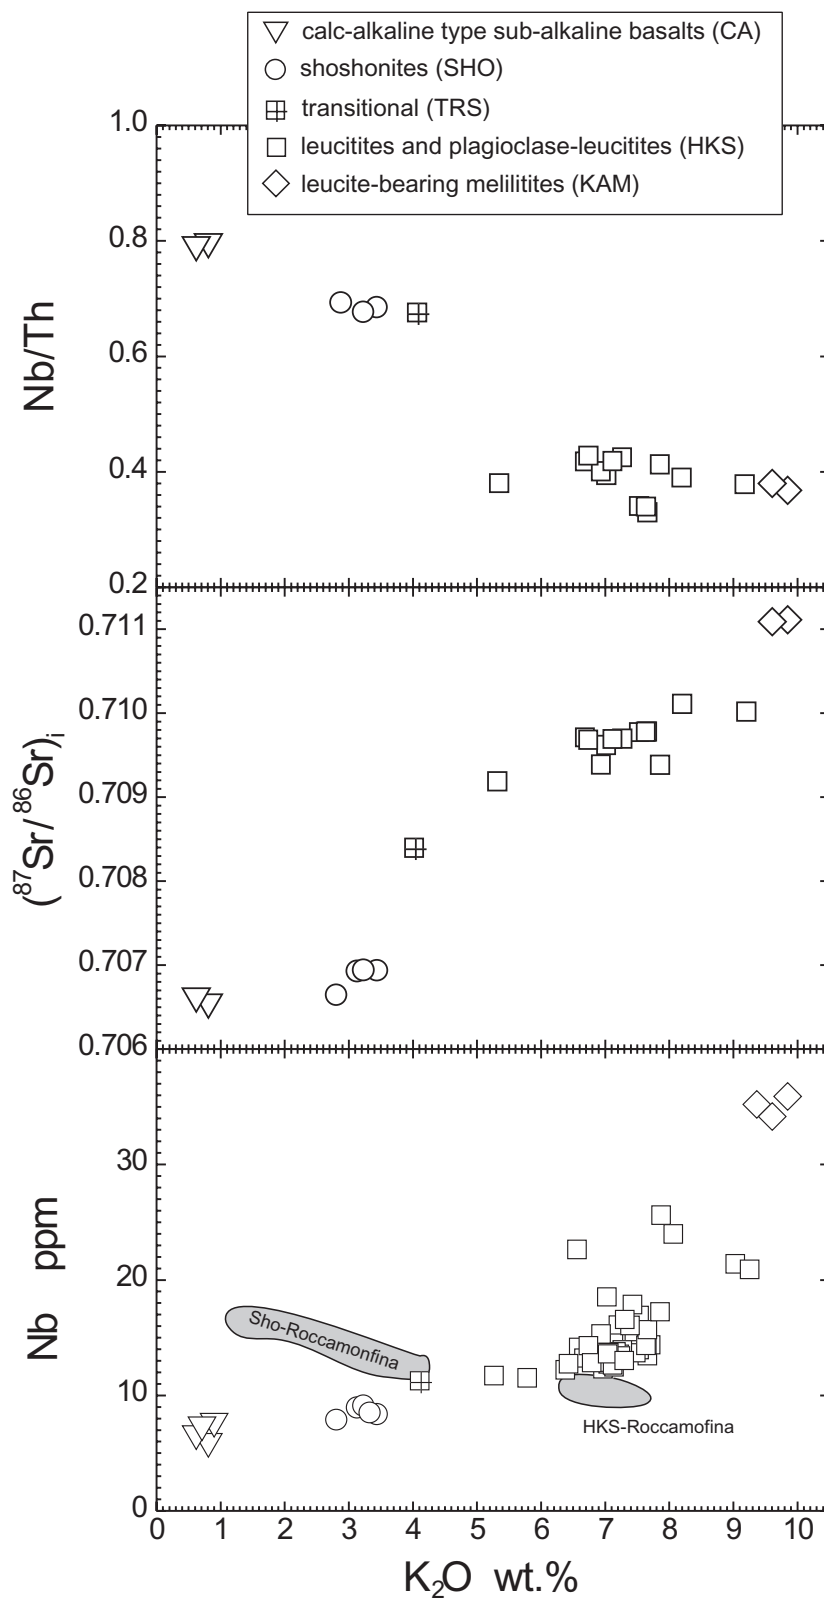 calc-alkaline type sub-alkaline basalts (CA)
shoshonites (SHO)
transitional (TRS)
leucitites and plagioclase-leucitites (HKS)
leucite-bearing melilitites (KAM)
1.0
0.8
0.6
0.4
0.2
Nb/Th
0.711
0.710
0.709
0.708
0.707
0.706
(⁸⁷Sr/⁸⁶Sr)ᵢ
30
20
10
0
Nb ppm
Sho-Roccamonfina
HKS-Roccamofina
0 1 2 3 4 5 6 7 8 9 10
K₂O wt.%